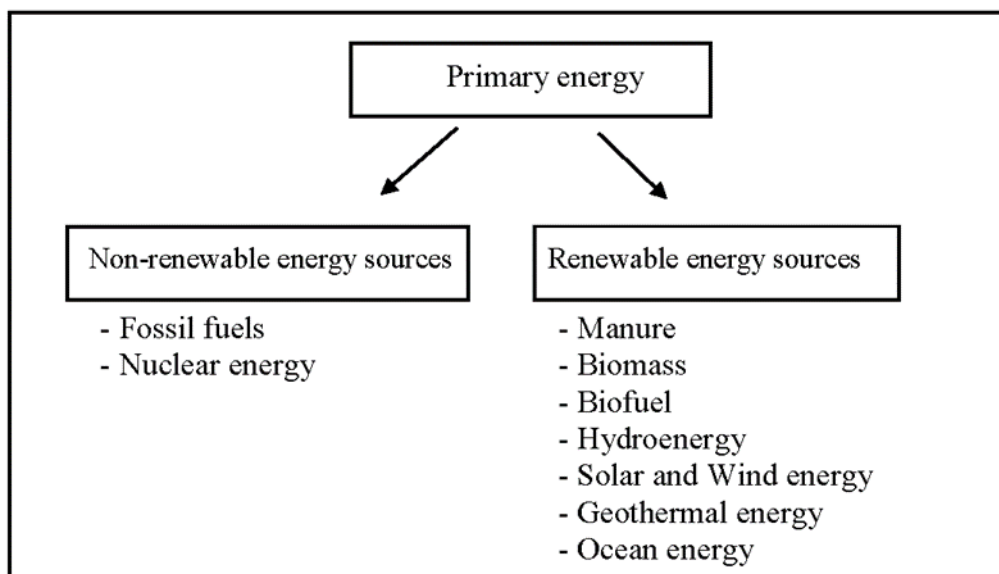 Primary energy
Non-renewable energy sources
- Fossil fuels
- Nuclear energy
Renewable energy sources
- Manure
- Biomass
- Biofuel
- Hydroenergy
- Solar and Wind energy
- Geothermal energy
- Ocean energy